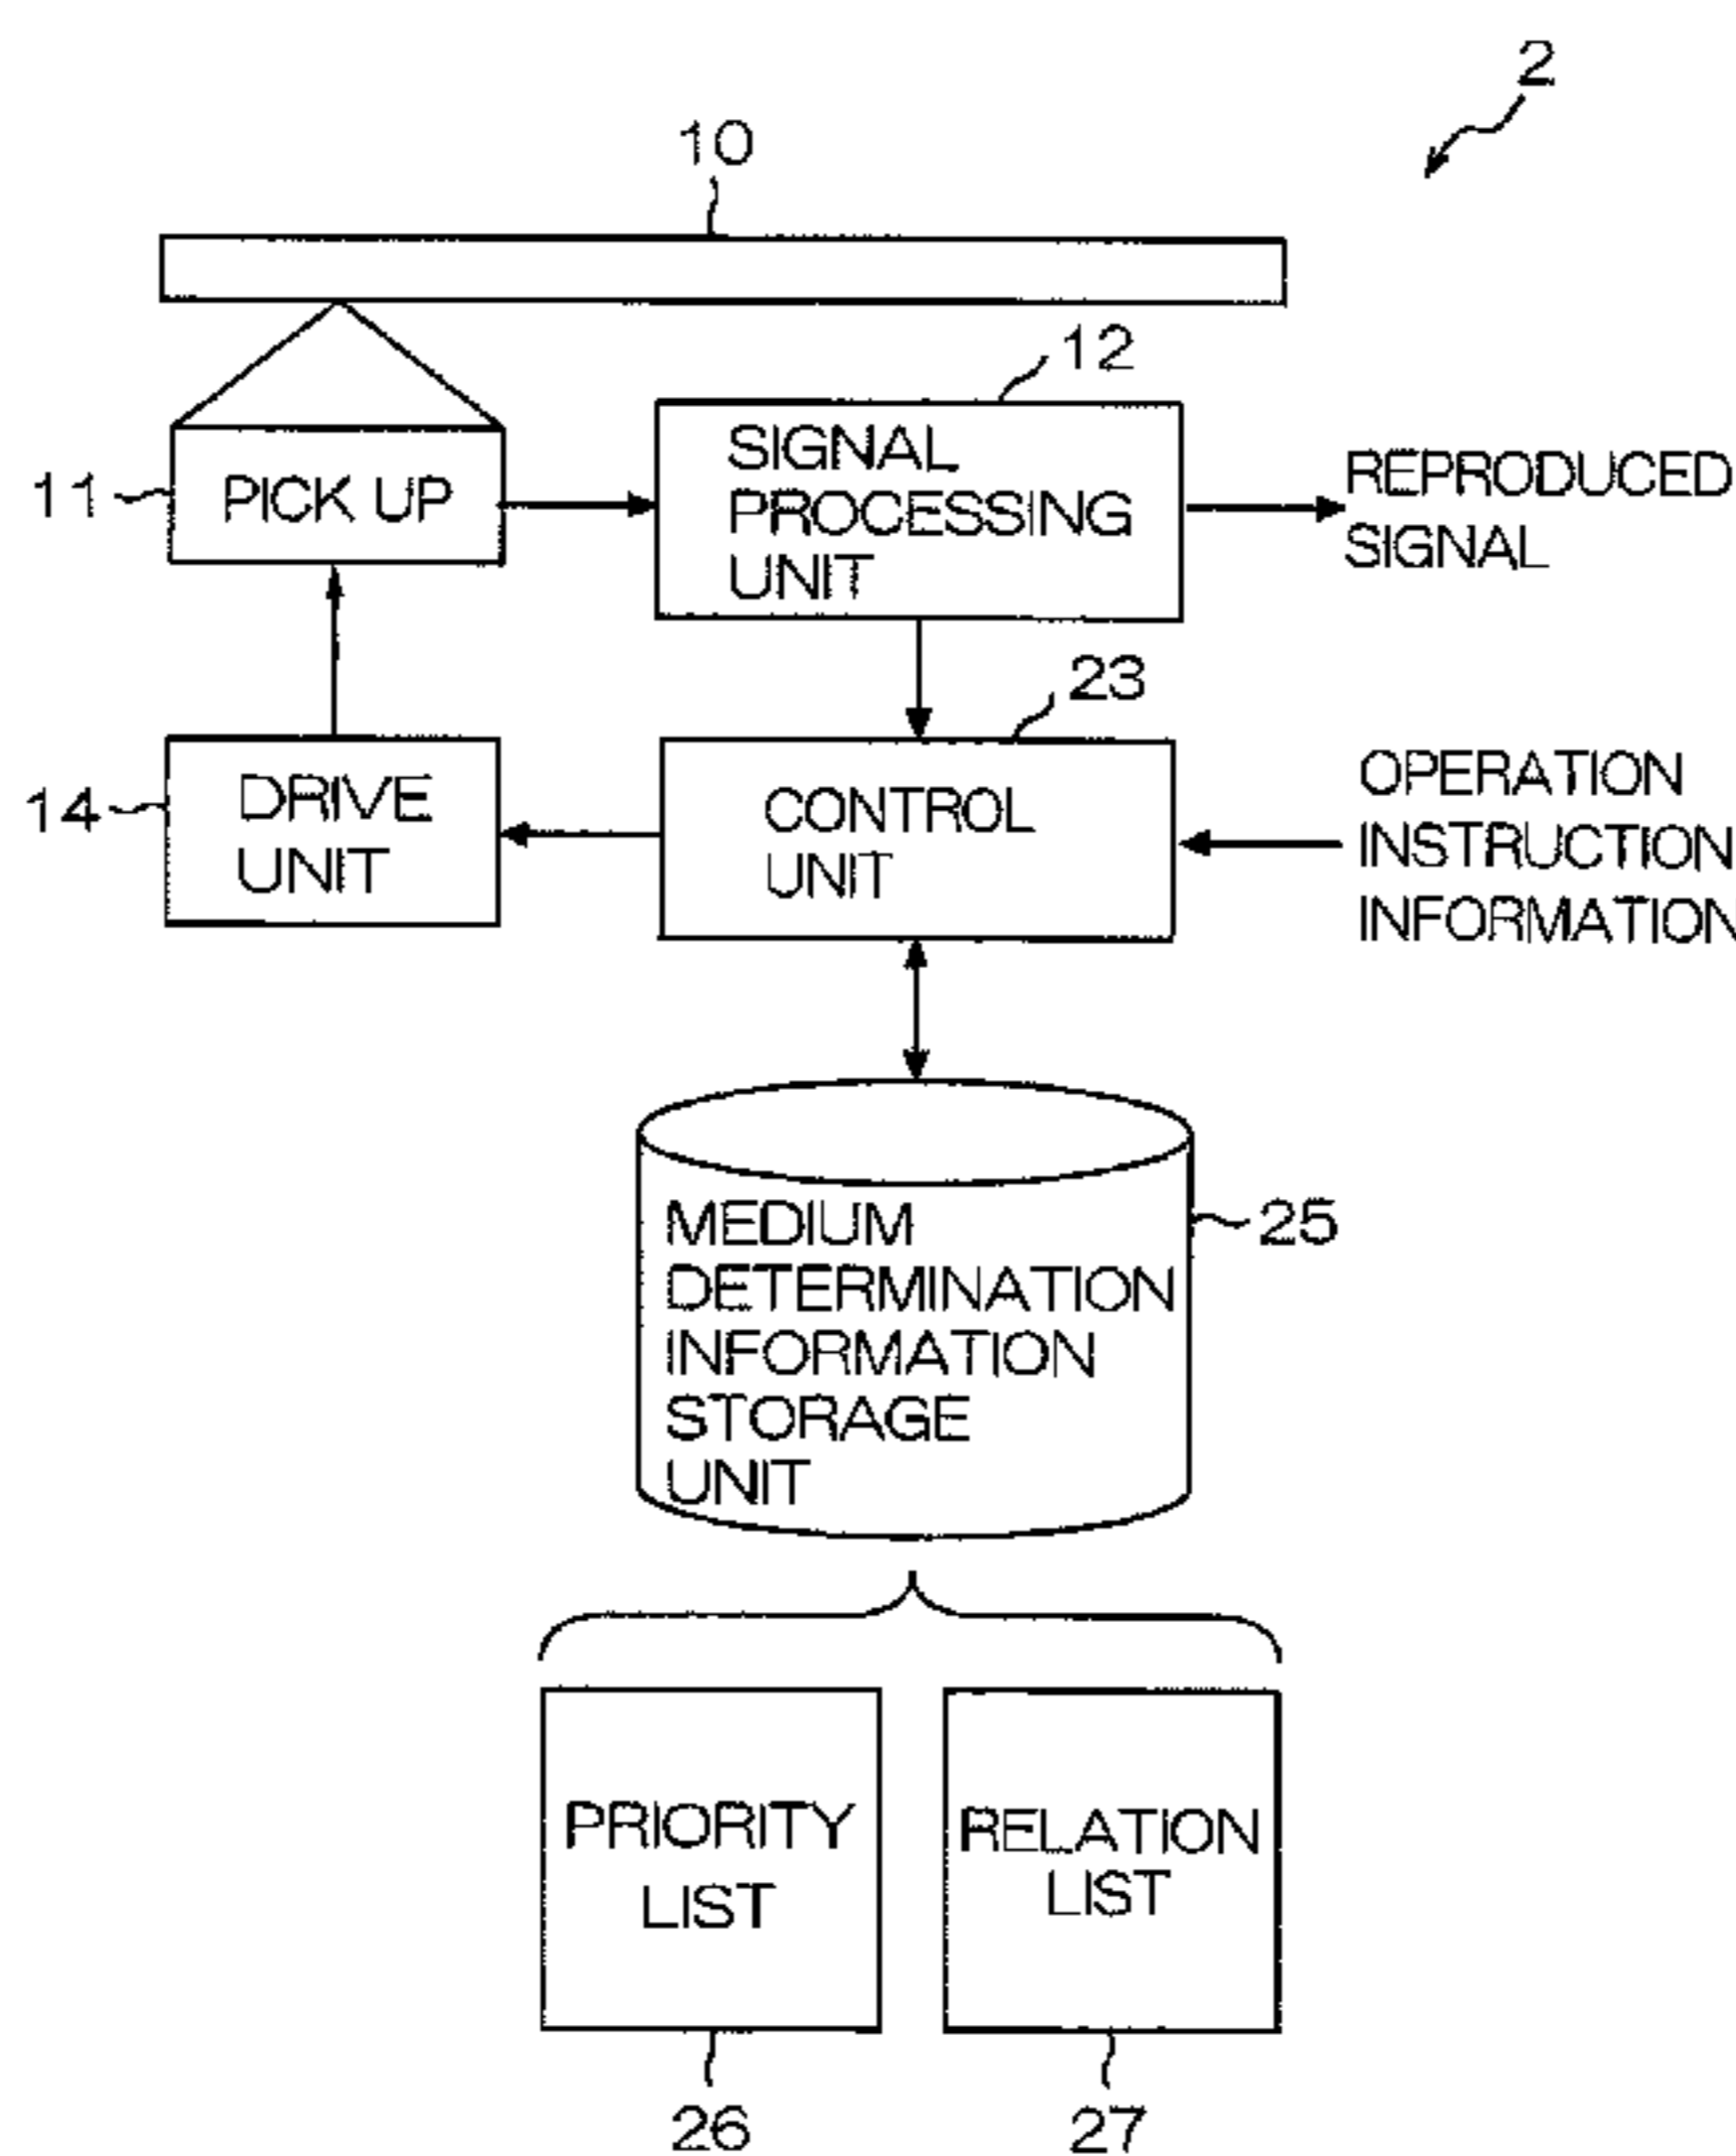 2
10
12
11
PICK UP
SIGNAL
PROCESSING
UNIT
REPRODUCED
SIGNAL
23
14
DRIVE
UNIT
CONTROL
UNIT
OPERATION
INSTRUCTION
INFORMATION
MEDIUM
DETERMINATION
INFORMATION
STORAGE
UNIT
25
PRIORITY
LIST
RELATION
LIST
26
27